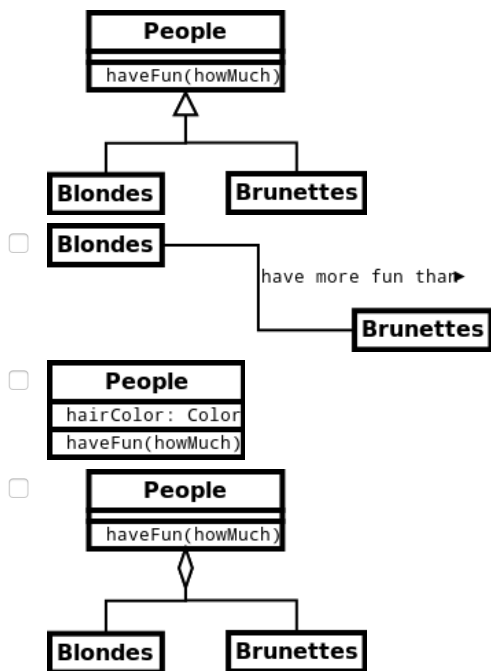 People
haveFun(howMuch)
Blondes
Brunettes
Blondes
have more fun than
Brunettes
People
hairColor: Color
haveFun(howMuch)
People
haveFun(howMuch)
Blondes
Brunettes